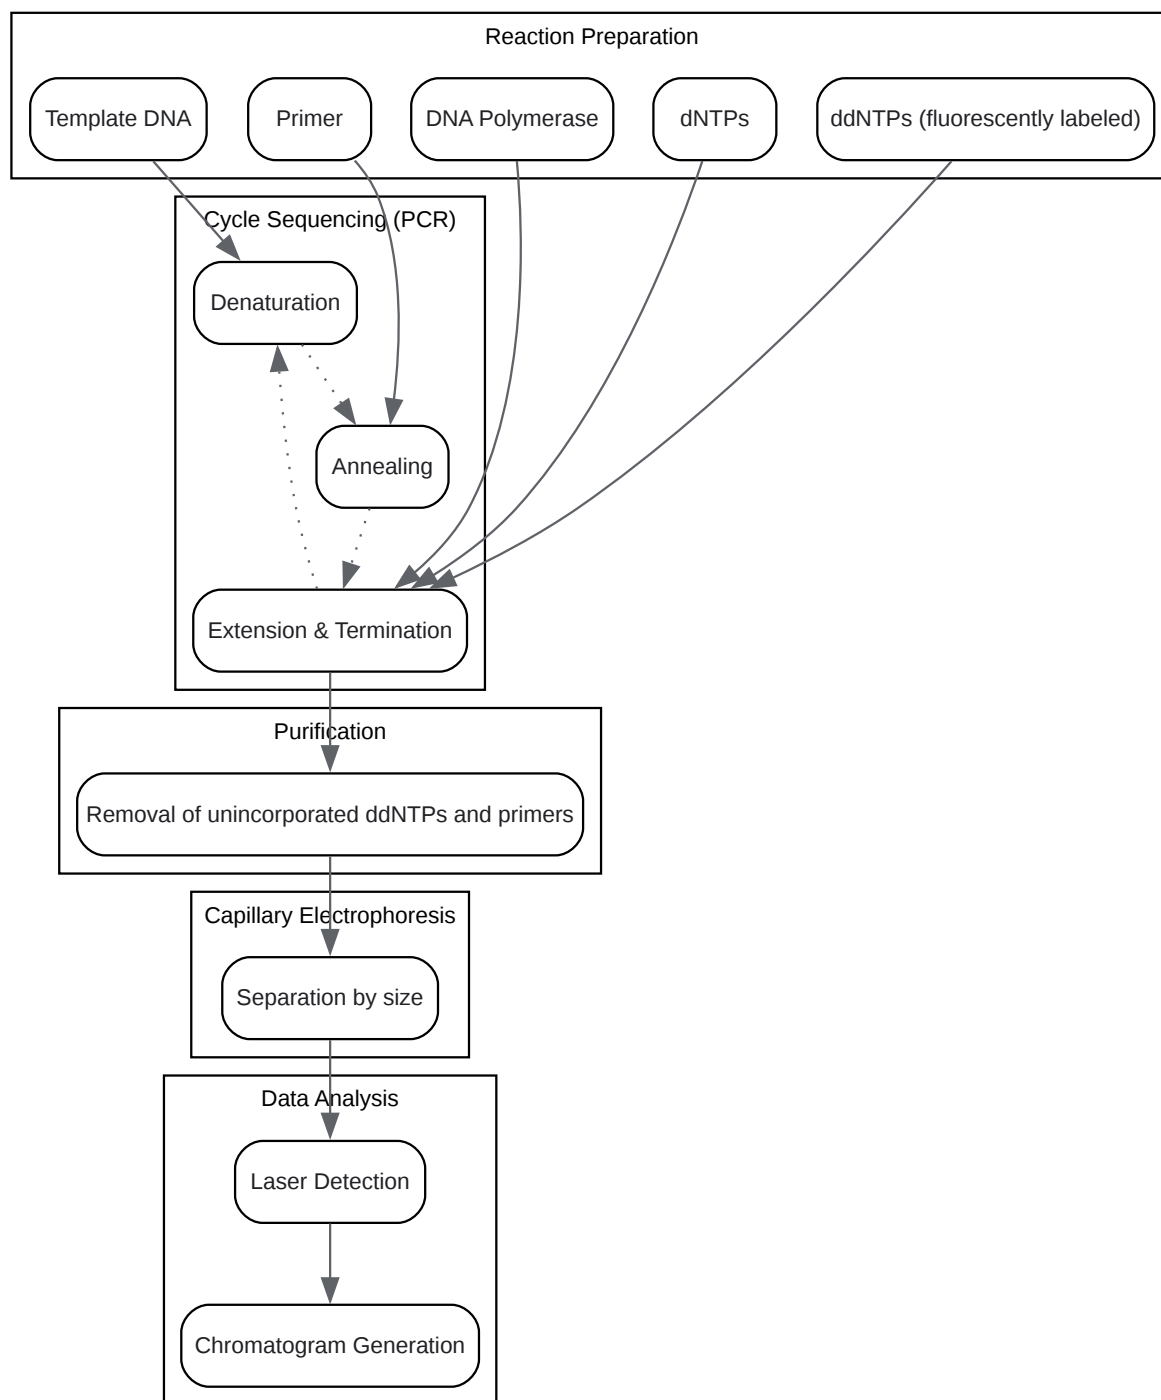 Reaction Preparation
Template DNA
Primer
DNA Polymerase
dNTPs
ddNTPs (fluorescently labeled)
Cycle Sequencing (PCR)
Denaturation
Annealing
Extension & Termination
Purification
Removal of unincorporated ddNTPs and primers
Capillary Electrophoresis
Separation by size
Data Analysis
Laser Detection
Chromatogram Generation